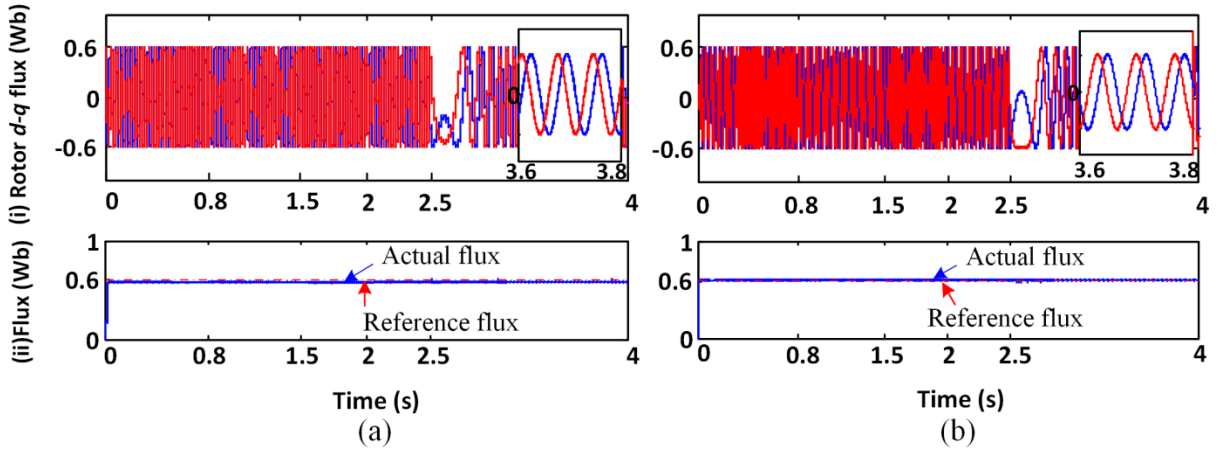 (i) Rotor d-q flux (Wb)
0.6
0
-0.6
0
3.6
3.8
0 0.8 1.5 2 2.5 4
(ii)Flux (Wb)
1
0.6
0
Actual flux
Reference flux
0 0.8 1.5 2 2.5 4
Time (s)
(a)
0.6
0
-0.6
0
3.6
3.8
0 0.8 1.5 2 2.5 4
1
0.6
0
Actual flux
Reference flux
0 0.8 1.5 2 2.5 4
Time (s)
(b)